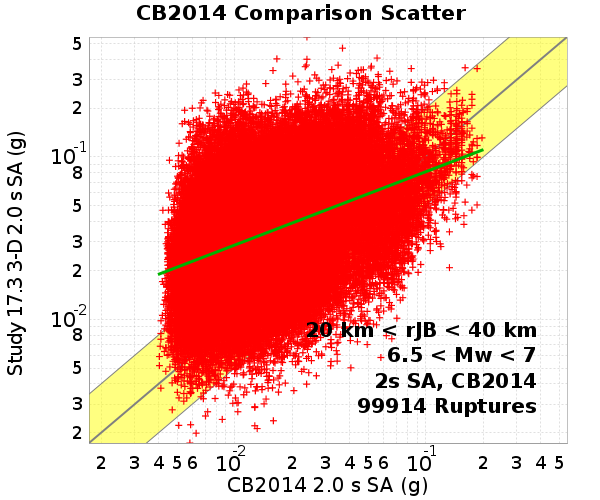 CB2014 Comparison Scatter
Study 17.3 3-D 2.0 s SA (g)
5
3
2
10-1
8
5
3
2
10-2
8
5
3
2
20 km < rJB < 40 km
6.5 < Mw < 7
2s SA, CB2014
99914 Ruptures
2 3 4 5 6 10-2 2 3 4 5 6 10-1 2 3 4 5
CB2014 2.0 s SA (g)